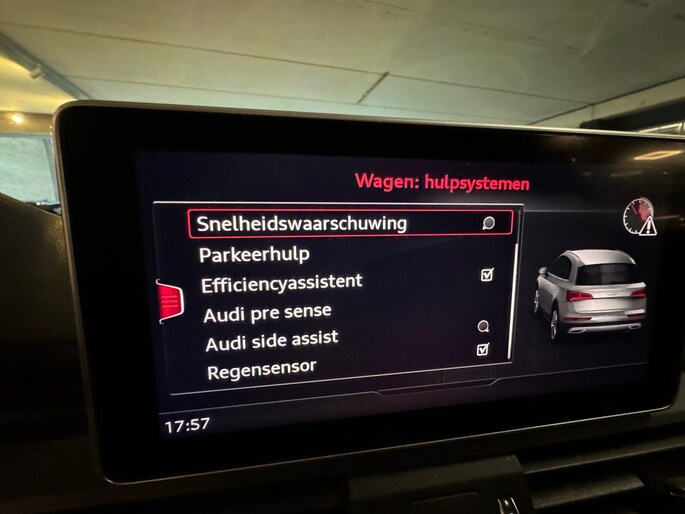 Wagen: hulpsystemen
Snelheidswaarschuwing
Parkeerhulp
Efficiencyassistent
Audi pre sense
Audi side assist
Regensensor
17:57